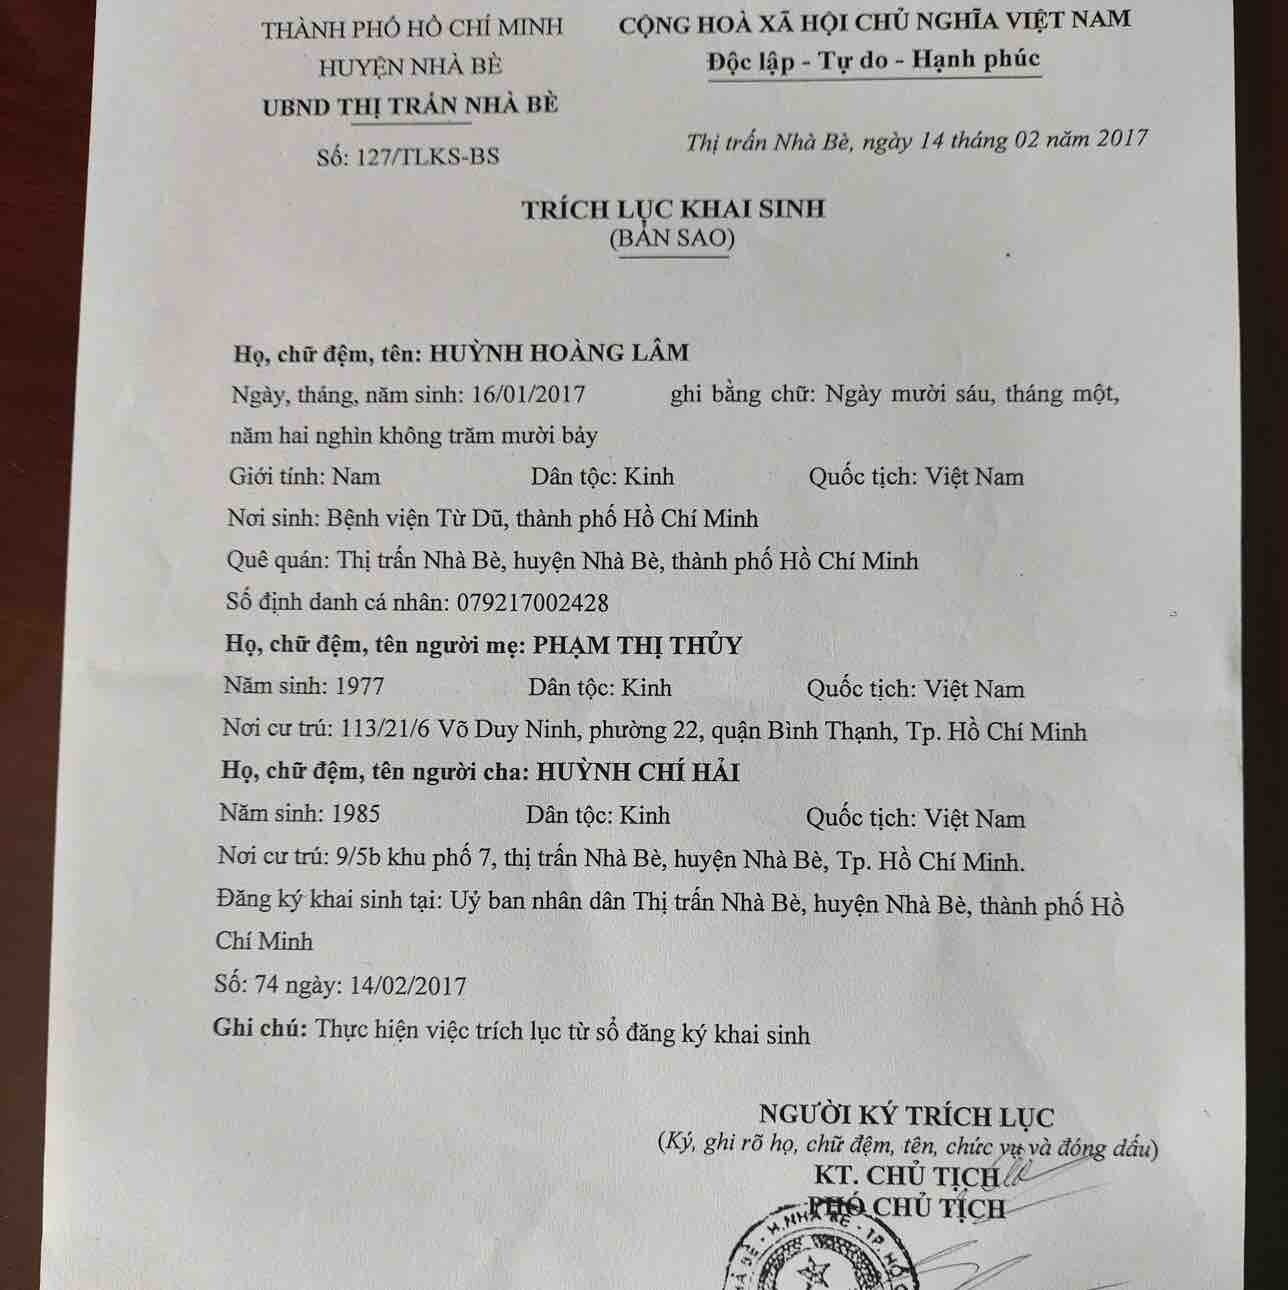 THÀNH PHỐ HỒ CHÍ MINH
HUYỆN NHÀ BÈ
UBND THỊ TRẤN NHÀ BÈ
Số: 127/TLKS-BS
CỘNG HOÀ XÃ HỘI CHỦ NGHĨA VIỆT NAM
Độc lập - Tự do - Hạnh phúc
Thị trấn Nhà Bè, ngày 14 tháng 02 năm 2017
TRÍCH LỤC KHAI SINH
(BẢN SAO)
Họ, chữ đệm, tên: HUỲNH HOÀNG LÂM
Ngày, tháng, năm sinh: 16/01/2017 ghi bằng chữ: Ngày mười sáu, tháng một,
năm hai nghìn không trăm mười bảy
Giới tính: Nam Dân tộc: Kinh Quốc tịch: Việt Nam
Nơi sinh: Bệnh viện Từ Dũ, thành phố Hồ Chí Minh
Quê quán: Thị trấn Nhà Bè, huyện Nhà Bè, thành phố Hồ Chí Minh
Số định danh cá nhân: 079217002428
Họ, chữ đệm, tên người mẹ: PHẠM THỊ THỦY
Năm sinh: 1977 Dân tộc: Kinh Quốc tịch: Việt Nam
Nơi cư trú: 113/21/6 Võ Duy Ninh, phường 22, quận Bình Thạnh, Tp. Hồ Chí Minh
Họ, chữ đệm, tên người cha: HUỲNH CHÍ HẢI
Năm sinh: 1985 Dân tộc: Kinh Quốc tịch: Việt Nam
Nơi cư trú: 9/5b khu phố 7, thị trấn Nhà Bè, huyện Nhà Bè, Tp. Hồ Chí Minh.
Đăng ký khai sinh tại: Uỷ ban nhân dân Thị trấn Nhà Bè, huyện Nhà Bè, thành phố Hồ
Chí Minh
Số: 74 ngày: 14/02/2017
Ghi chú: Thực hiện việc trích lục từ sổ đăng ký khai sinh
NGƯỜI KÝ TRÍCH LỤC
(Ký, ghi rõ họ, chữ đệm, tên, chức vụ và đóng dấu)
KT. CHỦ TỊCH
PHÓ CHỦ TỊCH
BÈ - H.NHÀ BÈ - TP. HỒ